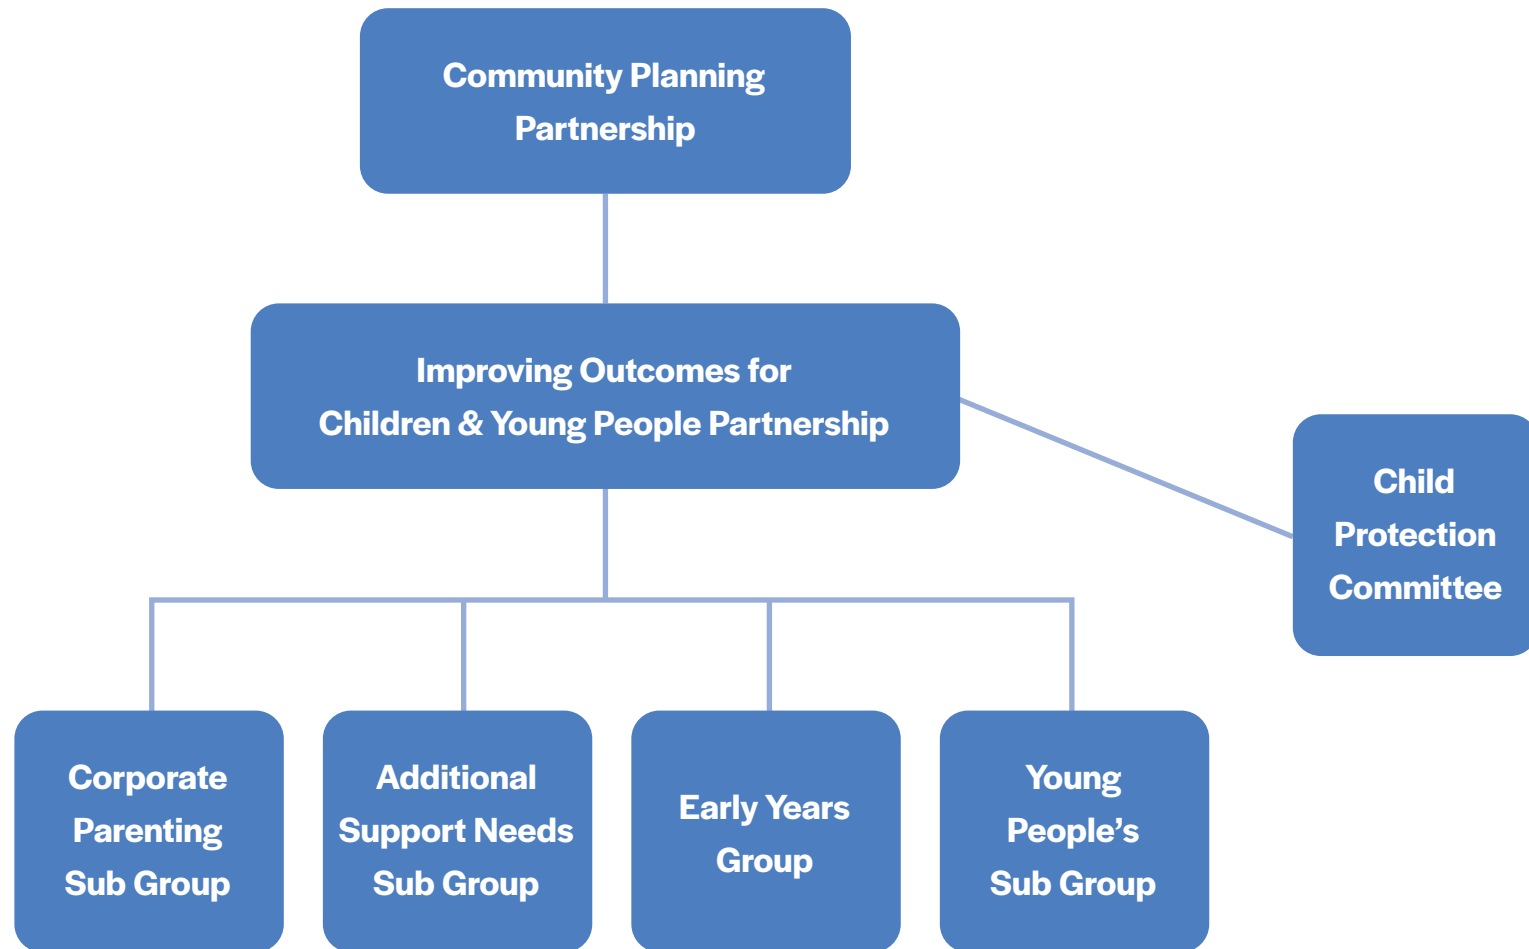 Community Planning
Partnership
Improving Outcomes for
Children & Young People Partnership
Child
Protection
Committee
Corporate
Parenting
Sub Group
Additional
Support Needs
Sub Group
Early Years
Group
Young
People’s
Sub Group